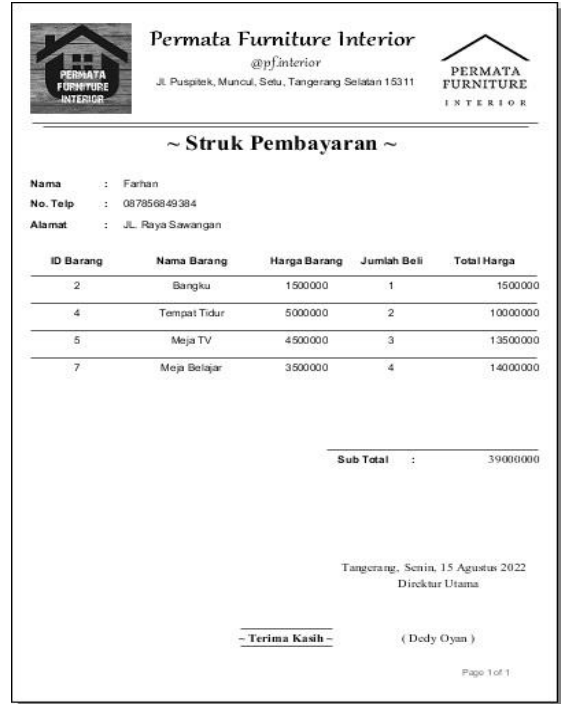 PERMATA
FURNITURE
INTERIOR
Permata Furniture Interior
@pf.interior
Jl. Puspitek, Muncul, Setu, Tangerang Selatan 15311
PERMATA
FURNITURE
INTERIOR
~ Struk Pembayaran ~
Nama : Farhan
No. Telp : 087856849384
Alamat : JL. Raya Sawangan
ID Barang Nama Barang Harga Barang Jumlah Beli Total Harga
2 Bangku 1500000 1 1500000
4 Tempat Tidur 5000000 2 10000000
5 Meja TV 4500000 3 13500000
7 Meja Belajar 3500000 4 14000000
Sub Total : 39000000
Tangerang, Senin, 15 Agustus 2022
Direktur Utama
~ Terima Kasih ~ ( Dedy Oyan )
Page 1 of 1